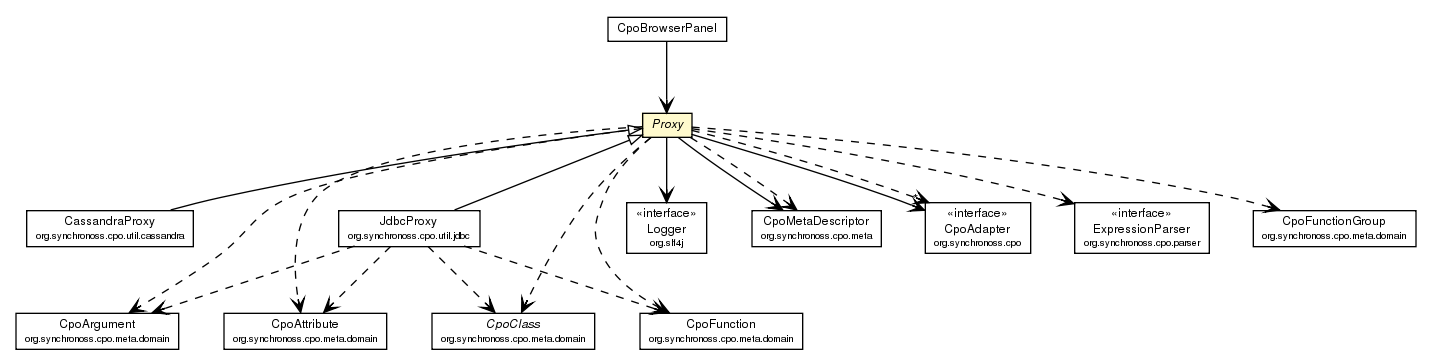 CpoBrowserPanel
Proxy
CassandraProxy
org.synchronoss.cpo.util.cassandra
JdbcProxy
org.synchronoss.cpo.util.jdbc
«interface»
Logger
org.slf4j
CpoMetaDescriptor
org.synchronoss.cpo.meta
«interface»
CpoAdapter
org.synchronoss.cpo
«interface»
ExpressionParser
org.synchronoss.cpo.parser
CpoFunctionGroup
org.synchronoss.cpo.meta.domain
CpoArgument
org.synchronoss.cpo.meta.domain
CpoAttribute
org.synchronoss.cpo.meta.domain
CpoClass
org.synchronoss.cpo.meta.domain
CpoFunction
org.synchronoss.cpo.meta.domain